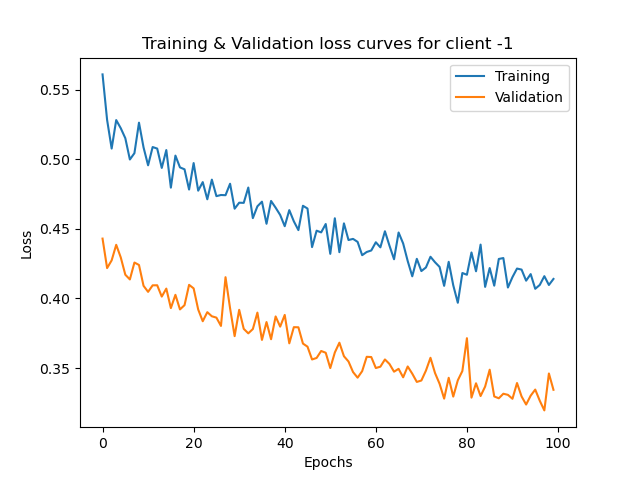 Training & Validation loss curves for client -1
Training
Validation
0.55
0.50
0.45
0.40
0.35
Loss
0
20
40
60
80
100
Epochs